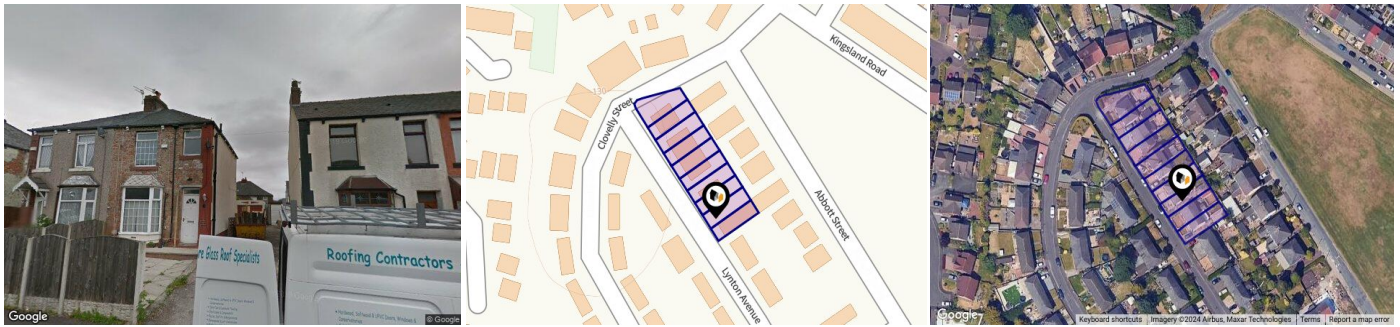 re Glass Roof Specialists
Roofing Contractors
Google
© Google
Kingsland Road
130
Clovelly Street
Abbott Street
Lynton Avenue
Google
Keyboard shortcuts
Imagery ©2024 Airbus, Maxar Technologies
Terms
Report a map error